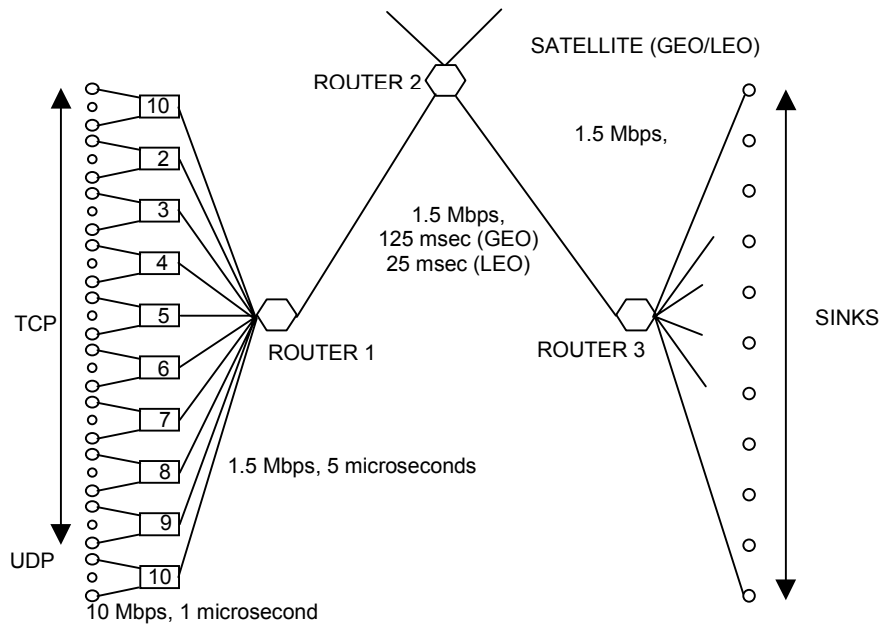 SATELLITE (GEO/LEO)
ROUTER 2
10
1.5 Mbps,
2
3
1.5 Mbps,
125 msec (GEO)
25 msec (LEO)
4
TCP
5
SINKS
ROUTER 1
ROUTER 3
6
7
8
1.5 Mbps, 5 microseconds
9
UDP
10
10 Mbps, 1 microsecond